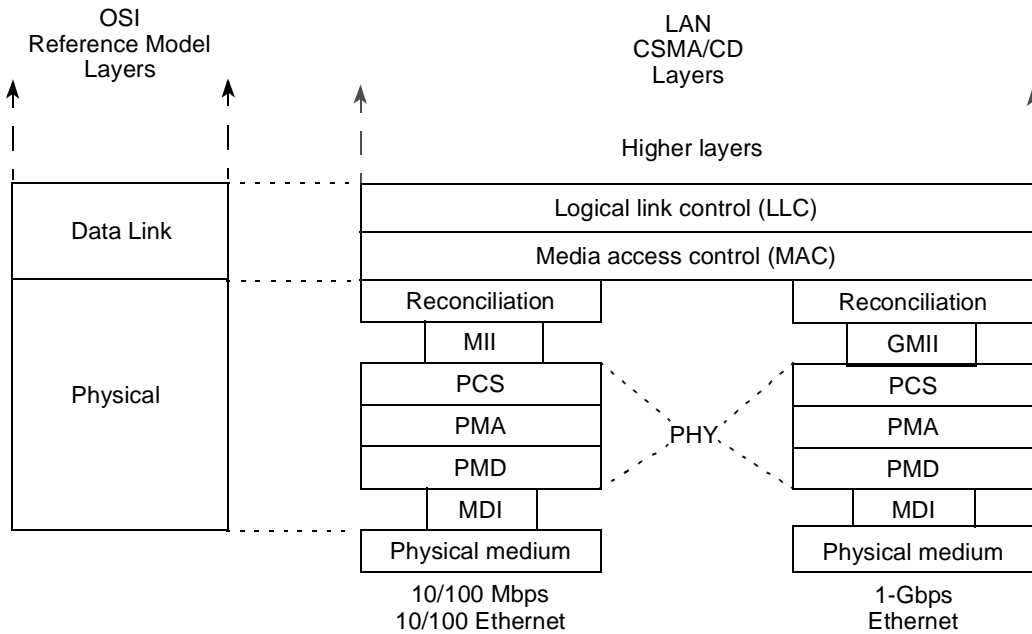 OSI
Reference Model
Layers
LAN
CSMA/CD
Layers
Higher layers
Data Link
Logical link control (LLC)
Media access control (MAC)
Physical
Reconciliation
MII
PCS
PMA
PMD
MDI
Physical medium
10/100 Mbps
10/100 Ethernet
PHY
Reconciliation
GMII
PCS
PMA
PMD
MDI
Physical medium
1-Gbps
Ethernet